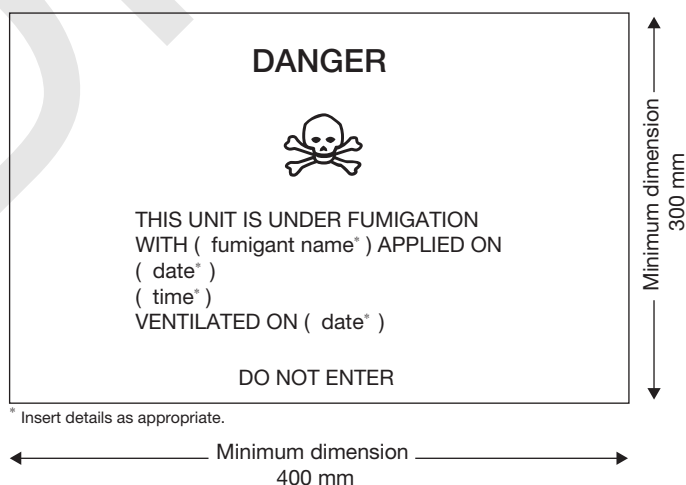 DANGER
THIS UNIT IS UNDER FUMIGATION
WITH ( fumigant name* ) APPLIED ON
( date* )
( time* )
VENTILATED ON ( date* )
DO NOT ENTER
* Insert details as appropriate.
Minimum dimension
400 mm
Minimum dimension
300 mm